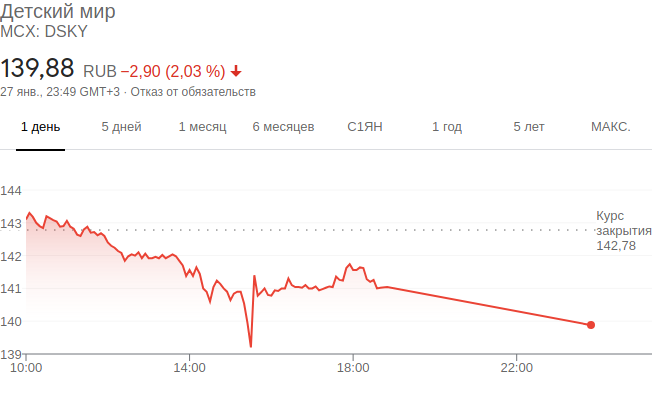 Детский мир
MCX: DSKY
139,88 RUB −2,90 (2,03 %)
27 янв., 23:49 GMT+3 · Отказ от обязательств
1 день 5 дней 1 месяц 6 месяцев С1ЯН 1 год 5 лет МАКС.
144
143
142
141
140
139
Курс
закрытия
142,78
10:00 14:00 18:00 22:00